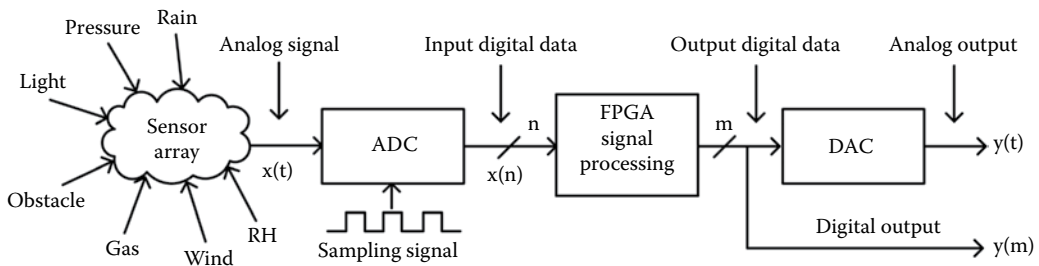 Rain
Pressure
Light
Sensor
array
Obstacle
Gas
Wind
RH
Analog signal
x(t)
ADC
Sampling signal
Input digital data
n
x(n)
FPGA
signal
processing
Output digital data
m
DAC
Analog output
y(t)
Digital output
y(m)